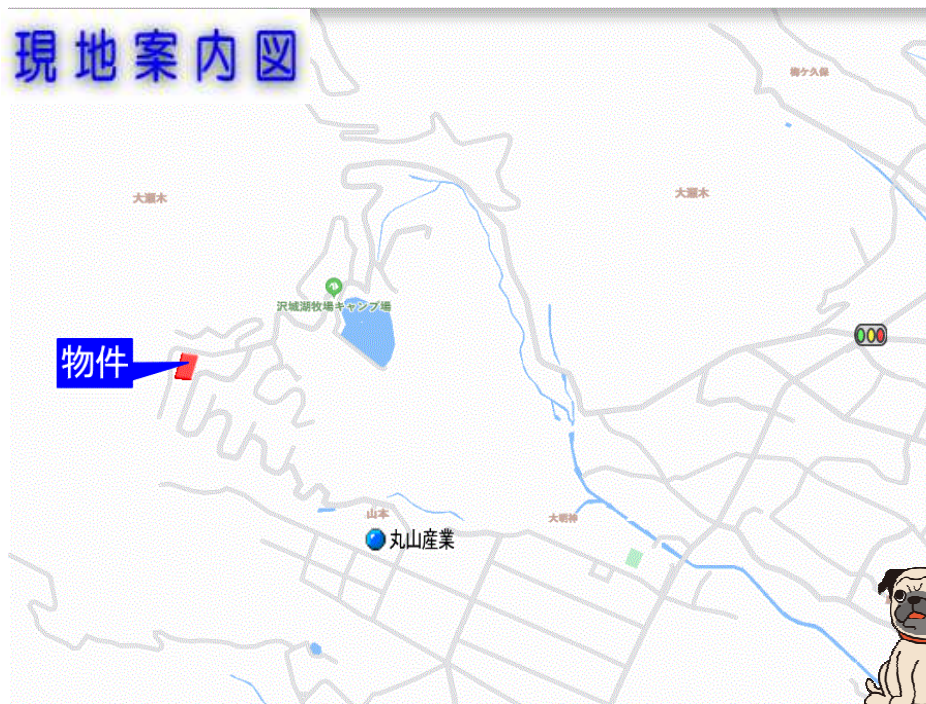 現地案内図
梅ケ久保
大瀬木
大瀬木
沢城湖牧場キャンプ場
物件
山本
大明神
丸山産業